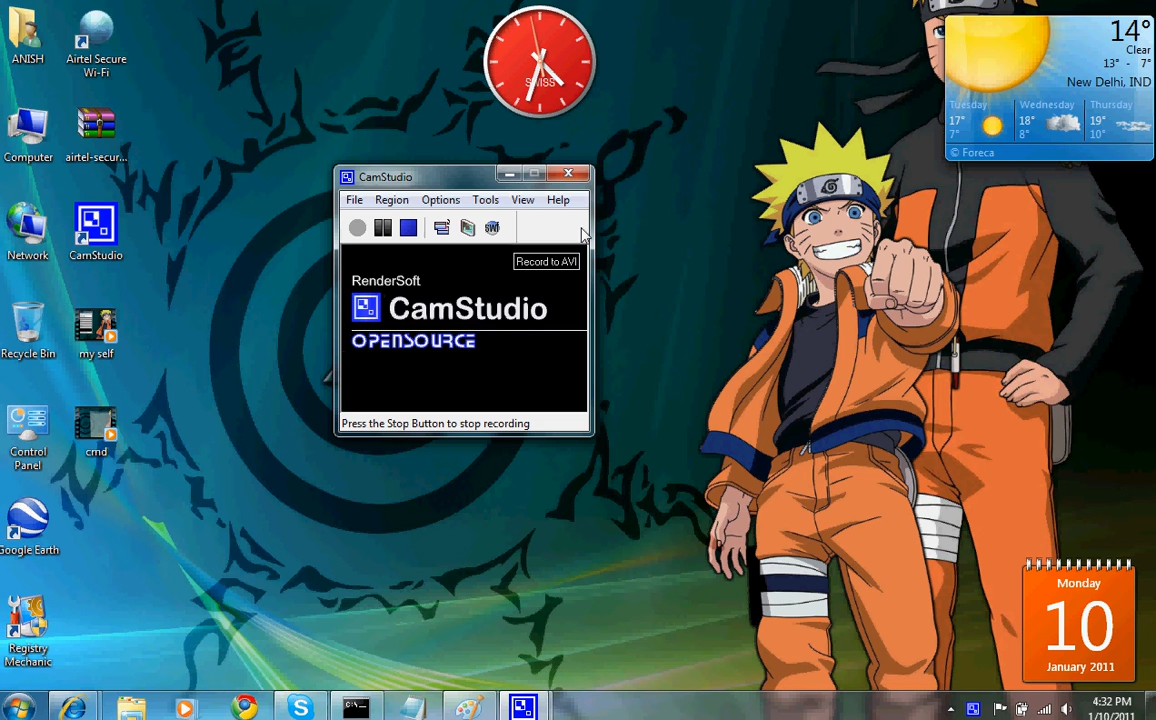 ANISH
Airtel Secure
Wi-Fi
Computer
airtel-secur...
Network
CamStudio
Recycle Bin
my self
Control
Panel
cmd
Google Earth
Registry
Mechanic
SWISS
14°
Clear
13° - 7°
New Delhi, IND
Tuesday Wednesday Thursday
17° 18° 19°
7° 8° 10°
© Foreca
CamStudio
File Region Options Tools View Help
Record to AVI
RenderSoft
CamStudio
OPENSOURCE
Press the Stop Button to stop recording
Monday
10
January 2011
4:32 PM
1/10/2011